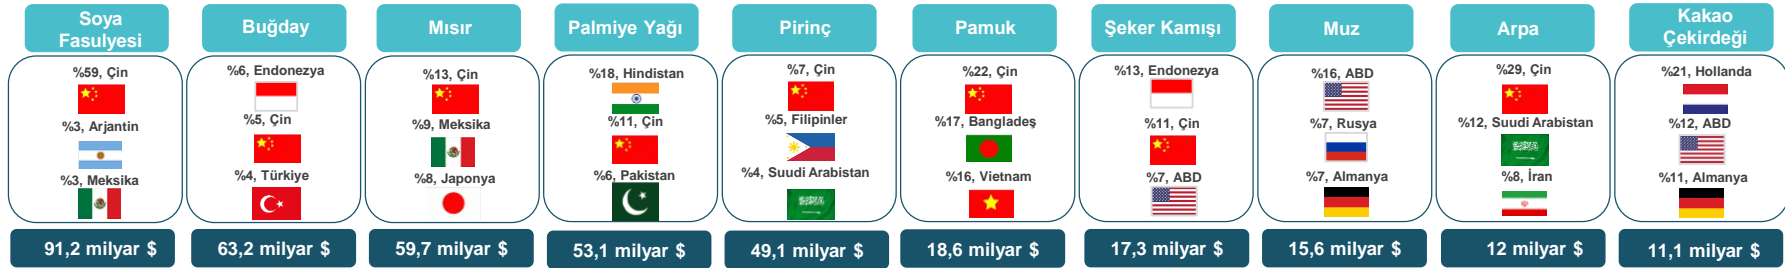 Soya
Fasulyesi
%59, Çin
%3, Arjantin
%3, Meksika
91,2 milyar $
Buğday
%6, Endonezya
%5, Çin
%4, Türkiye
63,2 milyar $
Mısır
%13, Çin
%9, Meksika
%8, Japonya
59,7 milyar $
Palmiye Yağı
%18, Hindistan
%11, Çin
%6, Pakistan
53,1 milyar $
Pirinç
%7, Çin
%5, Filipinler
%4, Suudi Arabistan
49,1 milyar $
Pamuk
%22, Çin
%17, Bangladeş
%16, Vietnam
18,6 milyar $
Şeker Kamışı
%13, Endonezya
%11, Çin
%7, ABD
17,3 milyar $
Muz
%16, ABD
%7, Rusya
%7, Almanya
15,6 milyar $
Arpa
%29, Çin
%12, Suudi Arabistan
%8, İran
12 milyar $
Kakao
Çekirdeği
%21, Hollanda
%12, ABD
%11, Almanya
11,1 milyar $